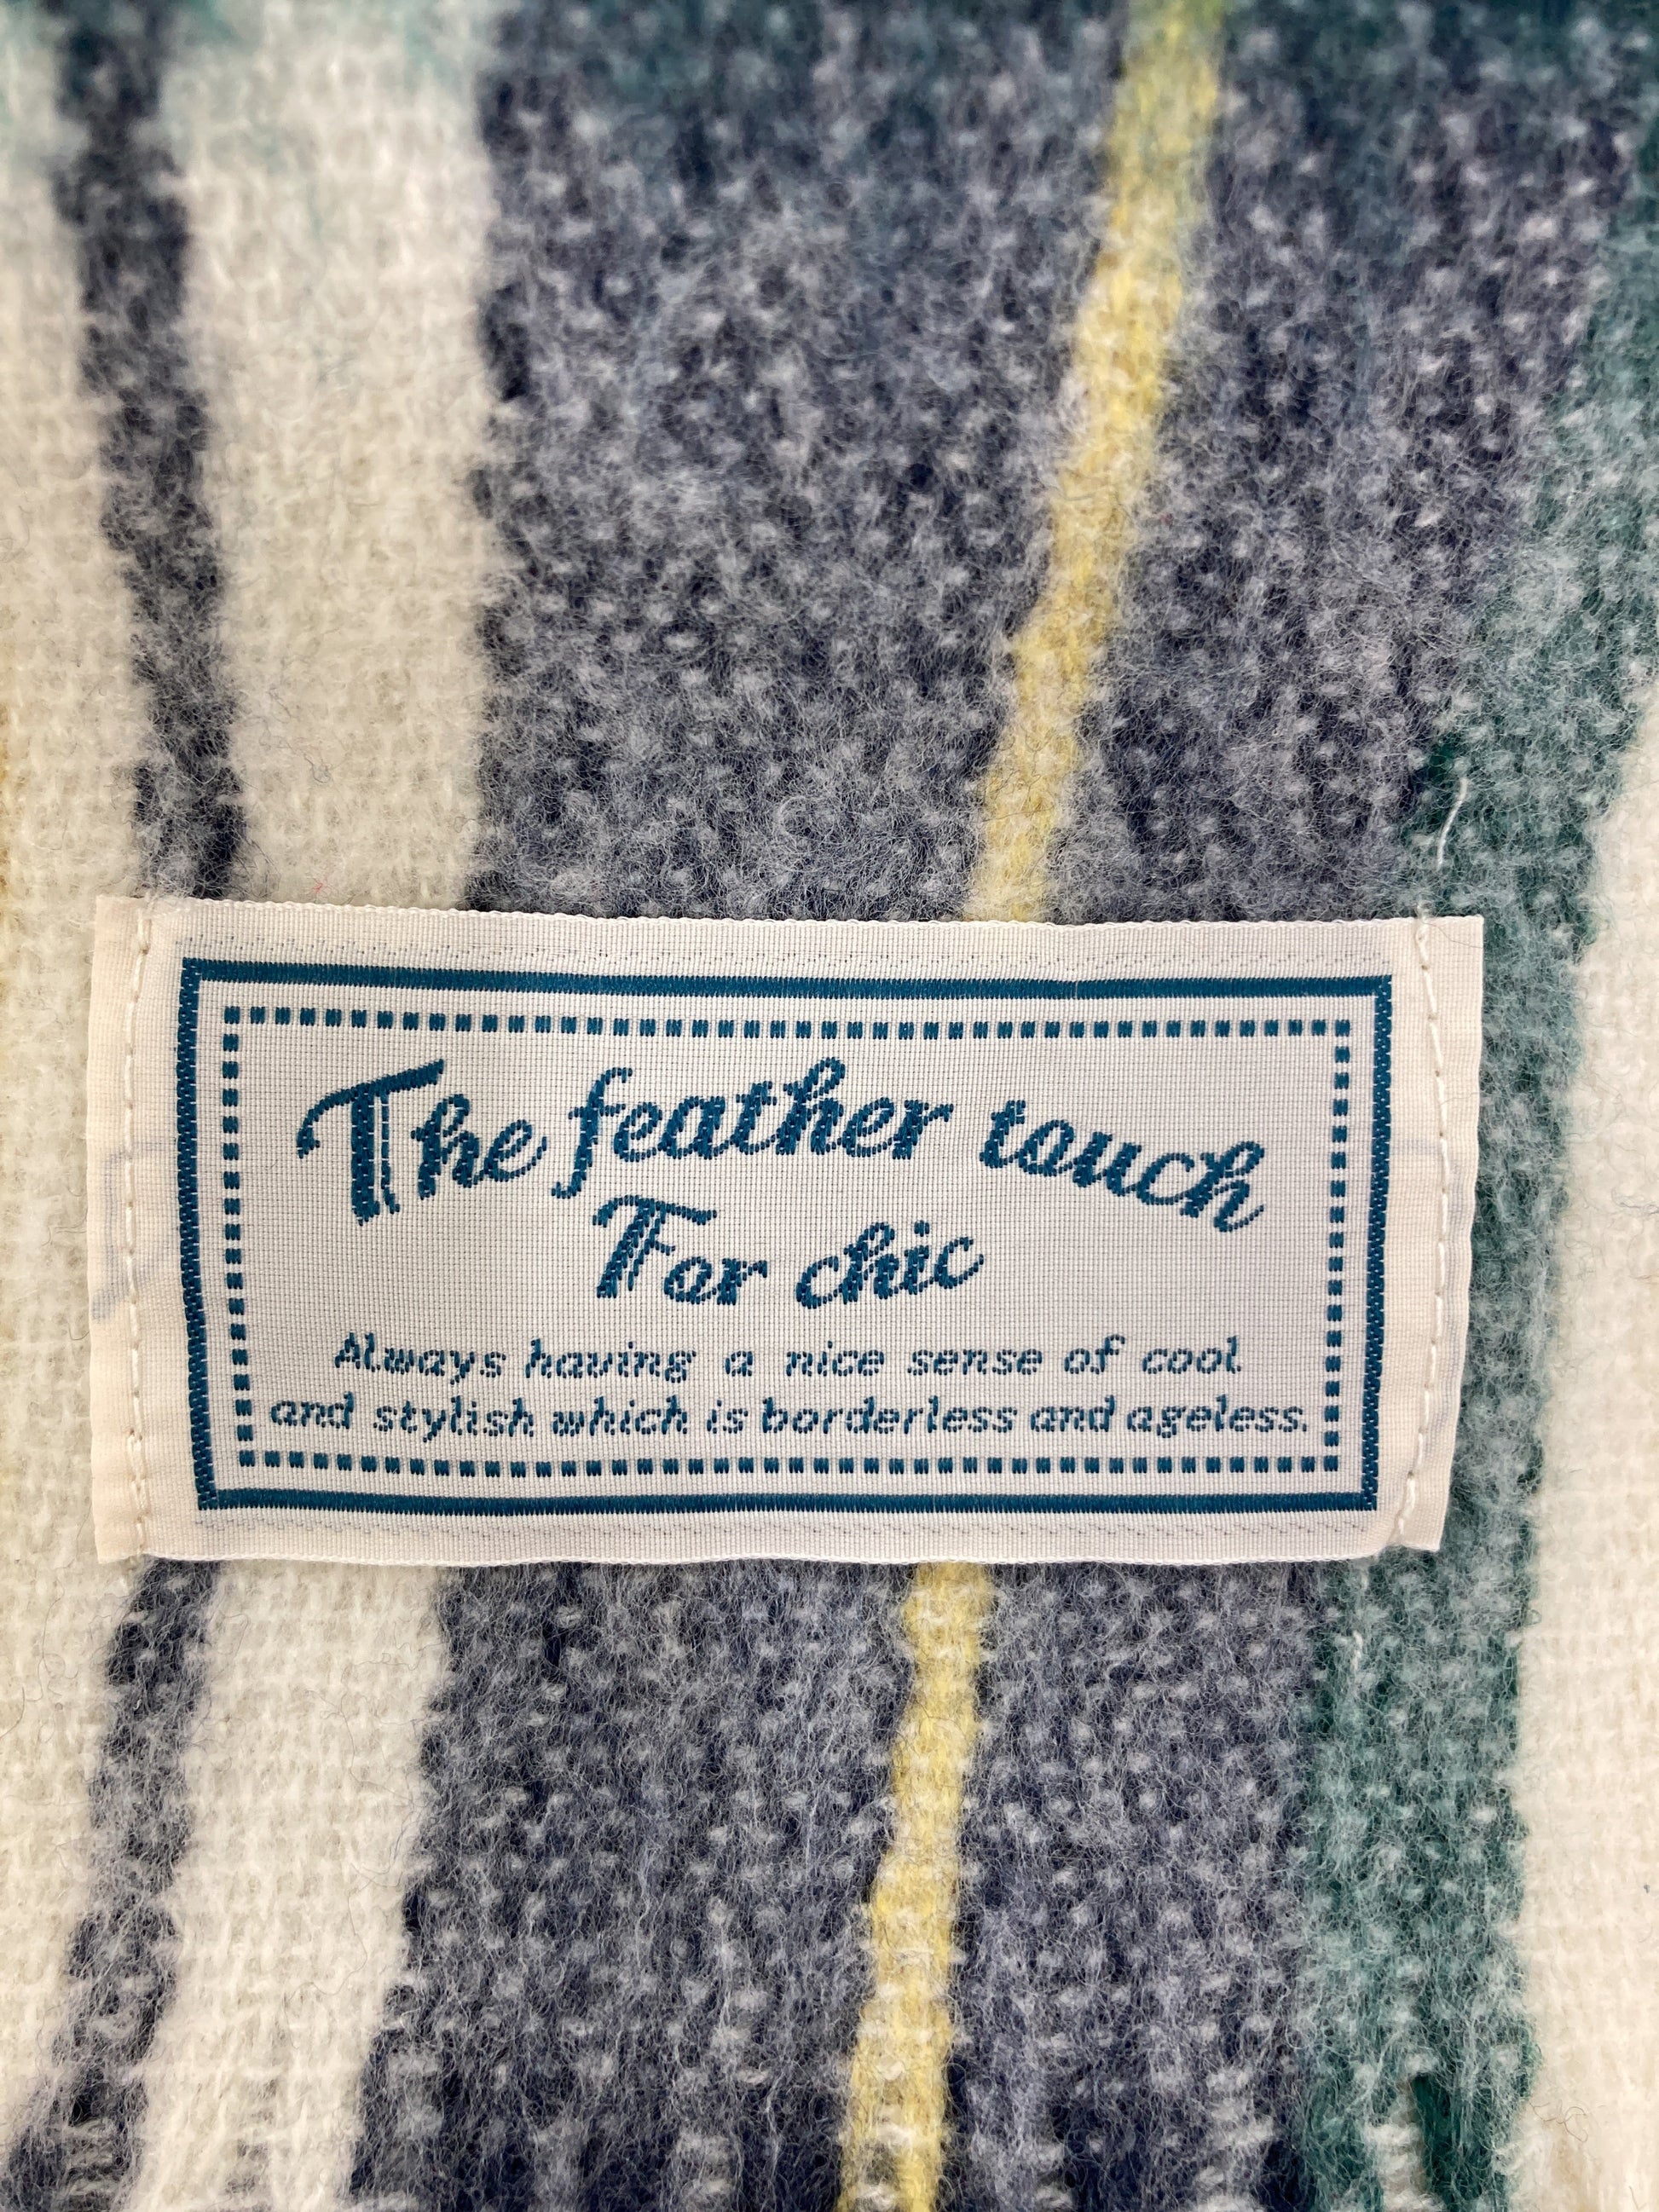 The feather touch
For chic
Always having a nice sense of cool
and stylish which is borderless and ageless.